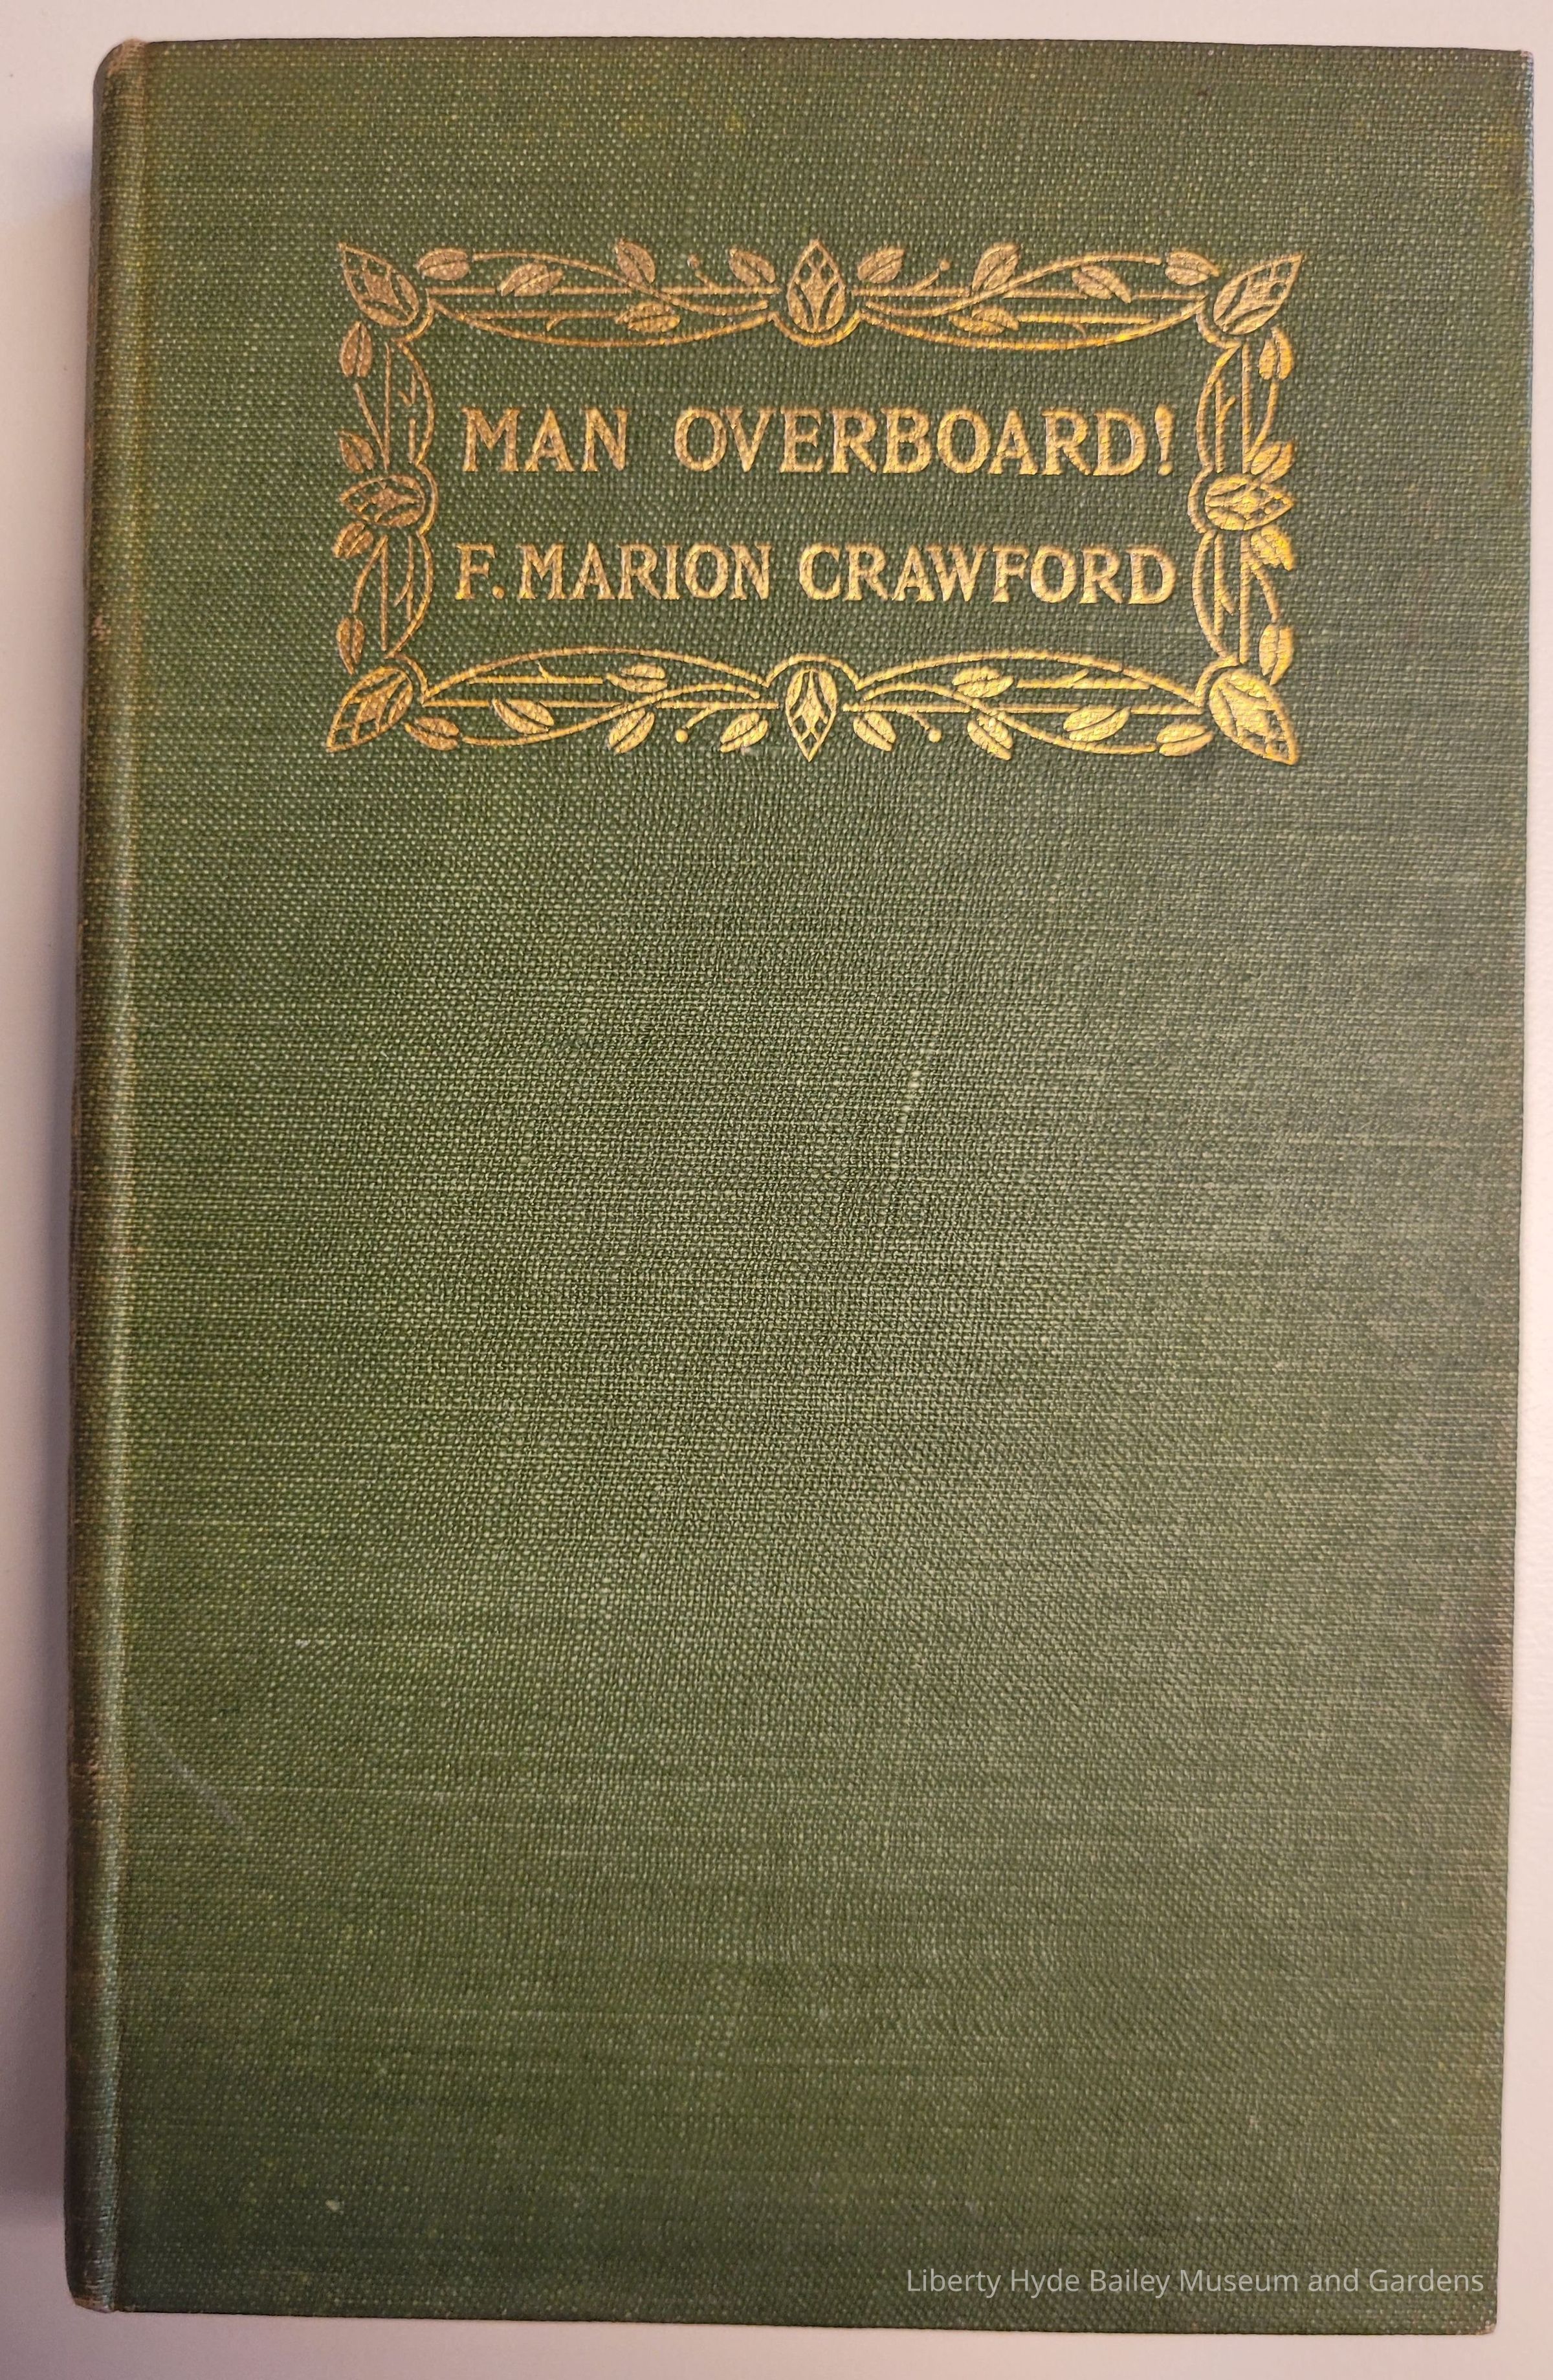 MAN OVERBOARD!
F. MARION CRAWFORD
Liberty Hyde Bailey Museum and Gardens